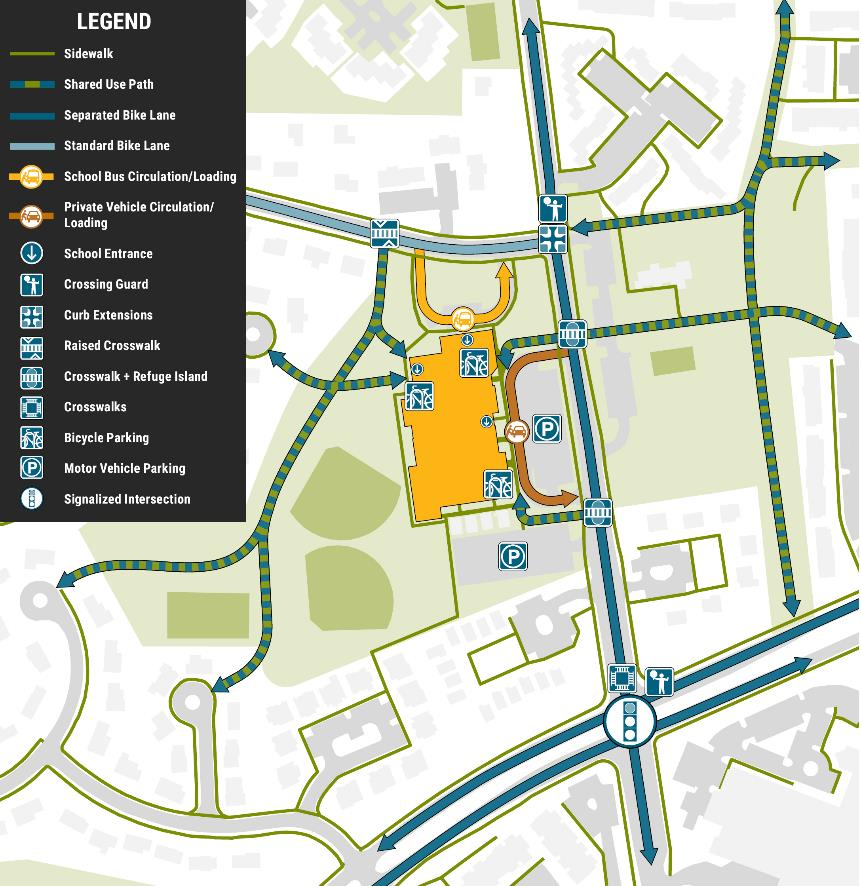 LEGEND
Sidewalk
Shared Use Path
Separated Bike Lane
Standard Bike Lane
School Bus Circulation/Loading
Private Vehicle Circulation/
Loading
School Entrance
Crossing Guard
Curb Extensions
Raised Crosswalk
Crosswalk + Refuge Island
Crosswalks
Bicycle Parking
P
Motor Vehicle Parking
Signalized Intersection
P
P